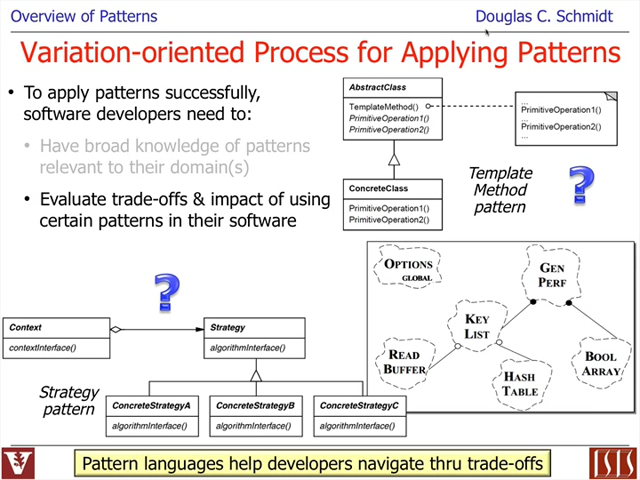 Overview of Patterns
Douglas C. Schmidt
Variation-oriented Process for Applying Patterns
• To apply patterns successfully,
software developers need to:
• Have broad knowledge of patterns
relevant to their domain(s)
• Evaluate trade-offs & impact of using
certain patterns in their software
AbstractClass
TemplateMethod()
PrimitiveOperation1()
PrimitiveOperation2()
...
PrimitiveOperation1()
...
PrimitiveOperation2()
...
ConcreteClass
PrimitiveOperation1()
PrimitiveOperation2()
Template
Method
pattern
?
?
OPTIONS
GLOBAL
GEN
PERF
KEY
LIST
READ
BUFFER
HASH
TABLE
BOOL
ARRAY
Context
contextInterface()
Strategy
algorithmInterface()
Strategy
pattern
ConcreteStrategyA
algorithmInterface()
ConcreteStrategyB
algorithmInterface()
ConcreteStrategyC
algorithmInterface()
Pattern languages help developers navigate thru trade-offs
ISIS